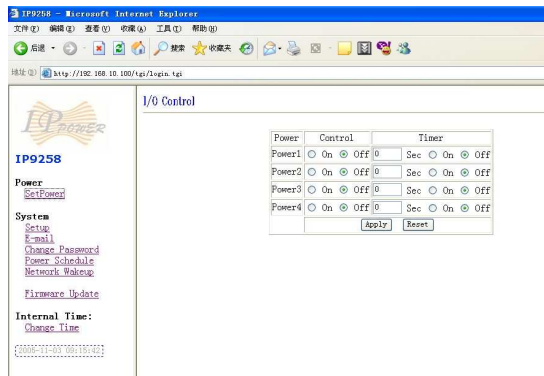 IP9258 - Microsoft Internet Explorer
文件(F) 编辑(E) 查看(V) 收藏(A) 工具(T) 帮助(H)
后退 搜索 收藏夹
地址(D) http://192.168.10.100/tgi/login.tgi
IP POWER
IP9258
Power
SetPower
System
Setup
E-mail
Change Password
Power Schedule
Network Wakeup
Firmware Update
Internal Time:
Change Time
2005-11-03 09:15:42
I/O Control
Power Control Timer
Power1 On Off 0 Sec On Off
Power2 On Off 0 Sec On Off
Power3 On Off 0 Sec On Off
Power4 On Off 0 Sec On Off
Apply Reset